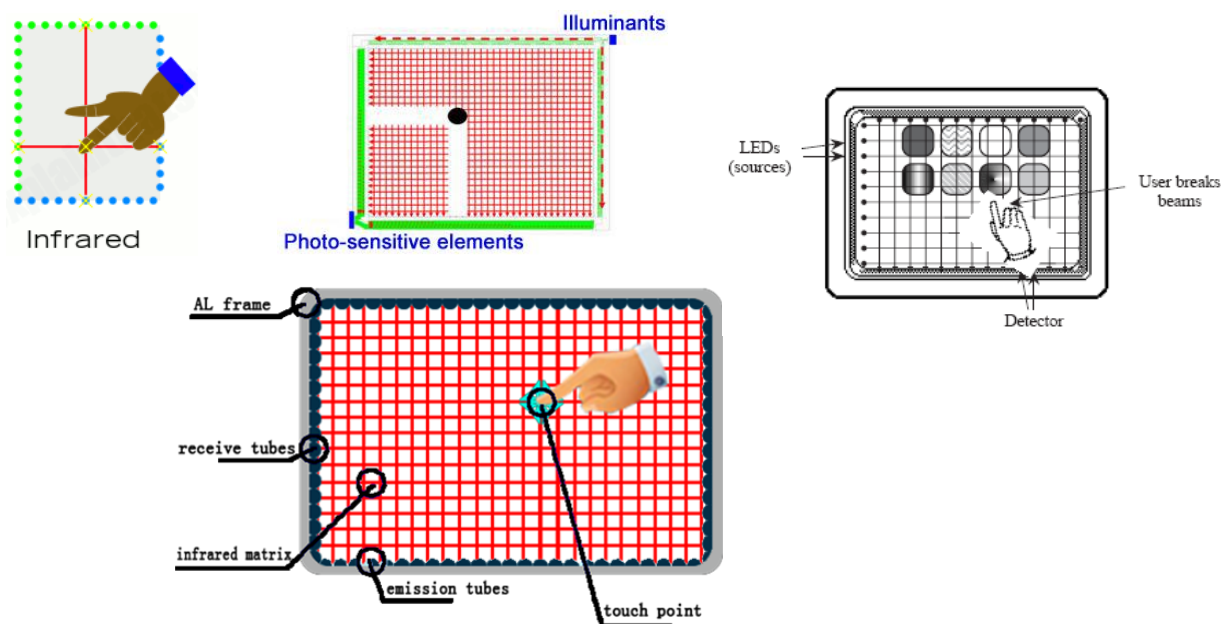 Illuminants
Infrared
Photo-sensitive elements
LEDs
(sources)
User breaks
beams
Detector
AL frame
receive tubes
infrared matrix
emission tubes
touch point